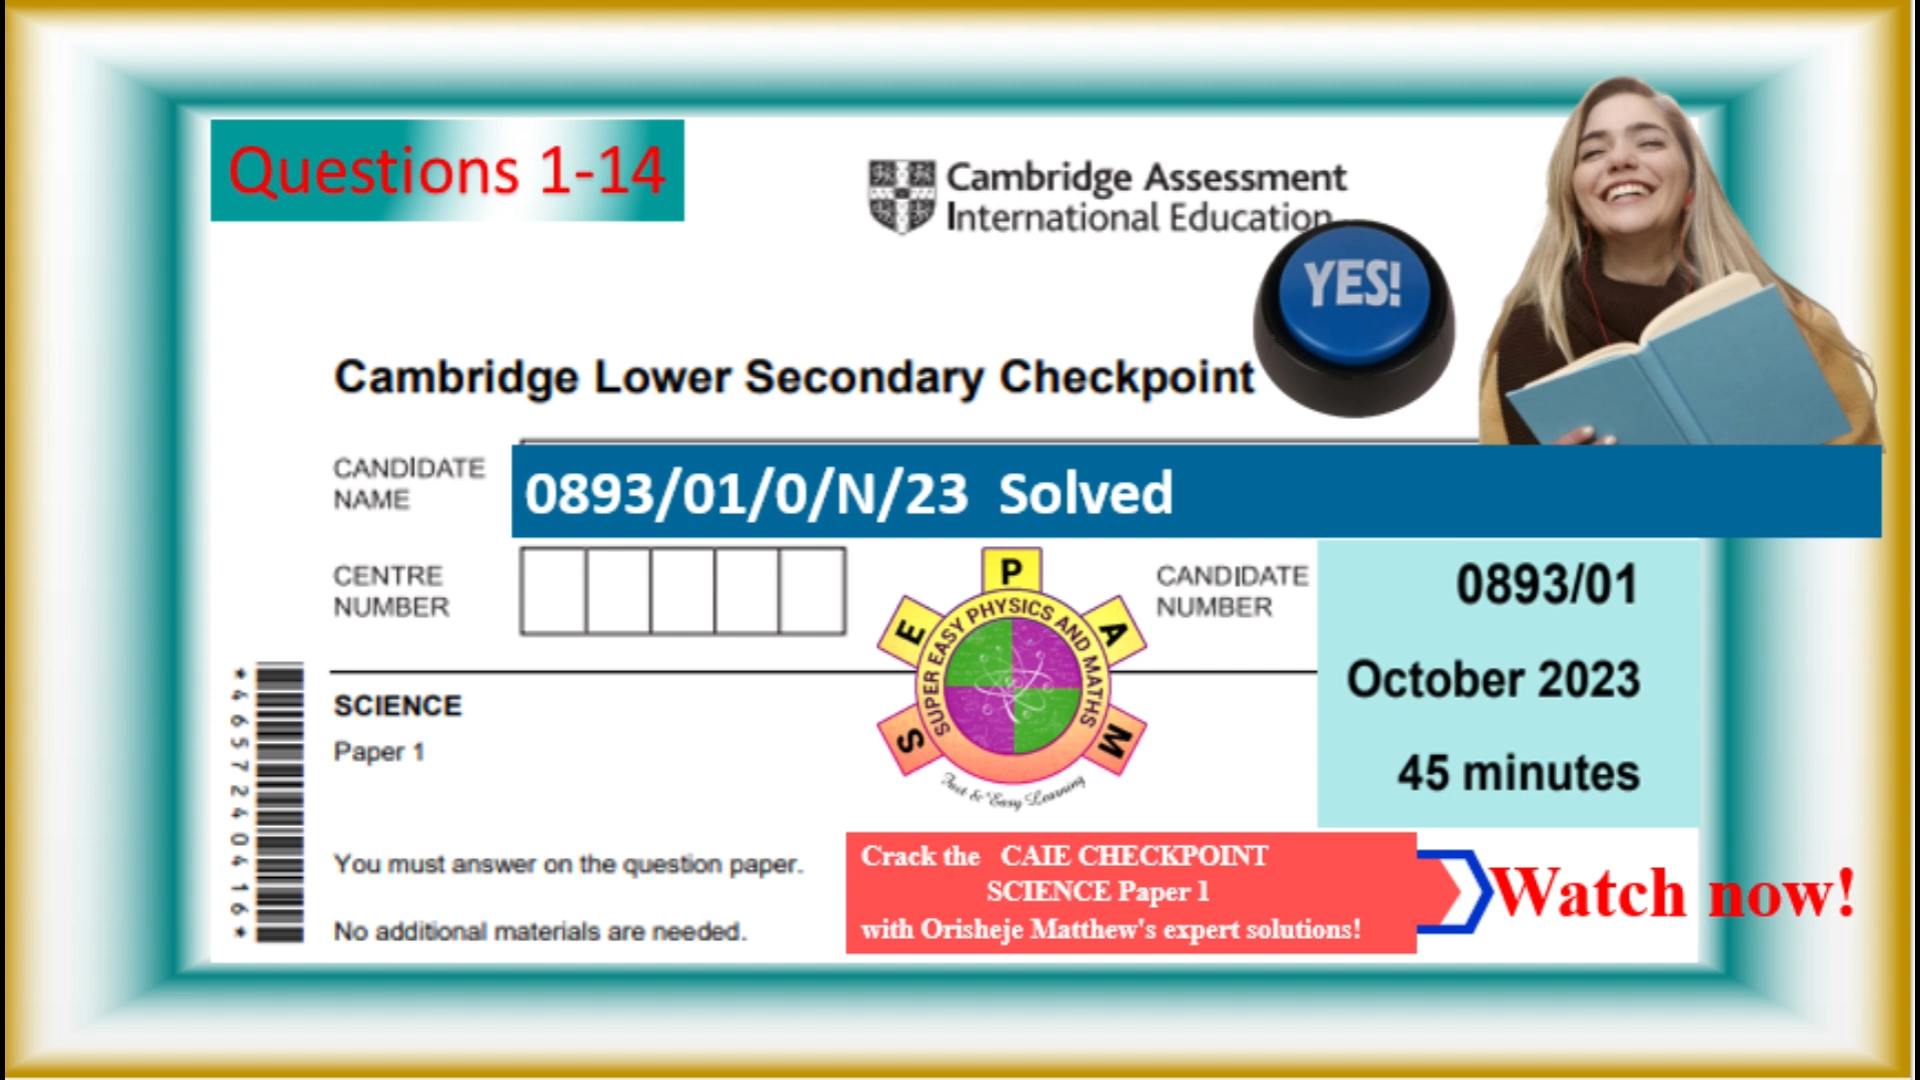 Questions 1-14
Cambridge Assessment
International Education
YES!
Cambridge Lower Secondary Checkpoint
CANDIDATE
NAME
0893/01/0/N/23 Solved
CENTRE
NUMBER
S E P A M
SUPER EASY PHYSICS AND MATHS
Fast & Easy Learning
CANDIDATE
NUMBER
0893/01
October 2023
45 minutes
SCIENCE
Paper 1
*4657240416*
You must answer on the question paper.
No additional materials are needed.
Crack the CAIE CHECKPOINT
SCIENCE Paper 1
with Orisheje Matthew's expert solutions!
Watch now!